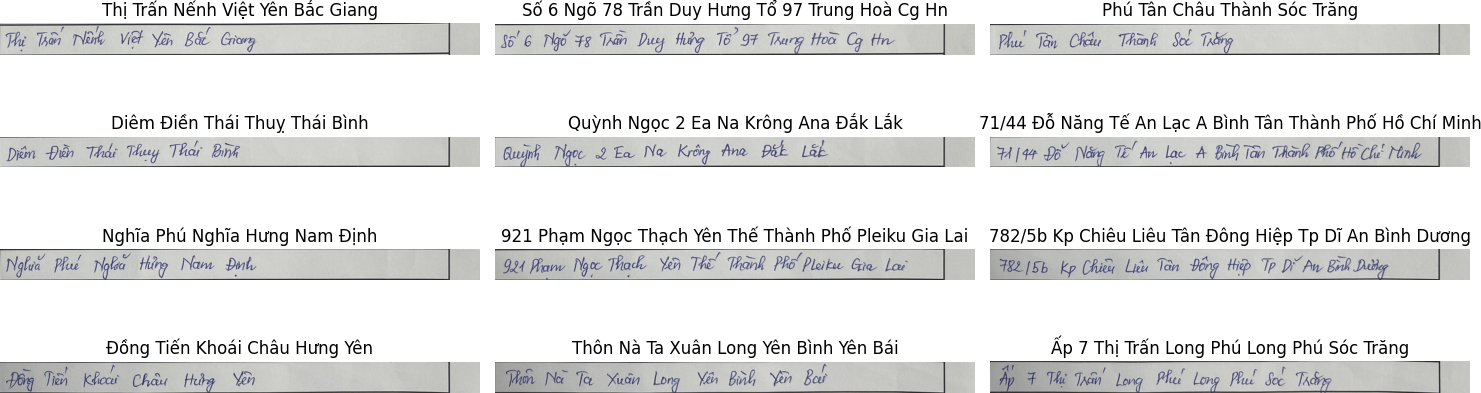 Thị Trấn Nếnh Việt Yên Bắc Giang
Thị Trấn Nếnh Việt Yên Bắc Giang
Số 6 Ngõ 78 Trần Duy Hưng Tổ 97 Trung Hoà Cg Hn
Số 6 Ngõ 78 Trần Duy Hưng Tổ 97 Trung Hoà Cg Hn
Phú Tân Châu Thành Sóc Trăng
Phú Tân Châu Thành Sóc Trăng
Diêm Điền Thái Thuỵ Thái Bình
Diêm Điền Thái Thuỵ Thái Bình
Quỳnh Ngọc 2 Ea Na Krông Ana Đắk Lắk
Quỳnh Ngọc 2 Ea Na Krông Ana Đắk Lắk
71/44 Đỗ Năng Tế An Lạc A Bình Tân Thành Phố Hồ Chí Minh
71/44 Đỗ Năng Tế An Lạc A Bình Tân Thành Phố Hồ Chí Minh
Nghĩa Phú Nghĩa Hưng Nam Định
Nghĩa Phú Nghĩa Hưng Nam Định
921 Phạm Ngọc Thạch Yên Thế Thành Phố Pleiku Gia Lai
921 Phạm Ngọc Thạch Yên Thế Thành Phố Pleiku Gia Lai
782/5b Kp Chiêu Liêu Tân Đông Hiệp Tp Dĩ An Bình Dương
782/5b Kp Chiêu Liêu Tân Đông Hiệp Tp Dĩ An Bình Dương
Đồng Tiến Khoái Châu Hưng Yên
Đồng Tiến Khoái Châu Hưng Yên
Thôn Nà Ta Xuân Long Yên Bình Yên Bái
Thôn Nà Ta Xuân Long Yên Bình Yên Bái
Ấp 7 Thị Trấn Long Phú Long Phú Sóc Trăng
Ấp 7 Thị Trấn Long Phú Long Phú Sóc Trăng